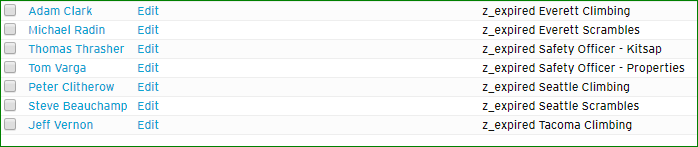 Adam Clark Edit z_expired Everett Climbing
Michael Radin Edit z_expired Everett Scrambles
Thomas Thrasher Edit z_expired Safety Officer - Kitsap
Tom Varga Edit z_expired Safety Officer - Properties
Peter Clitherow Edit z_expired Seattle Climbing
Steve Beauchamp Edit z_expired Seattle Scrambles
Jeff Vernon Edit z_expired Tacoma Climbing